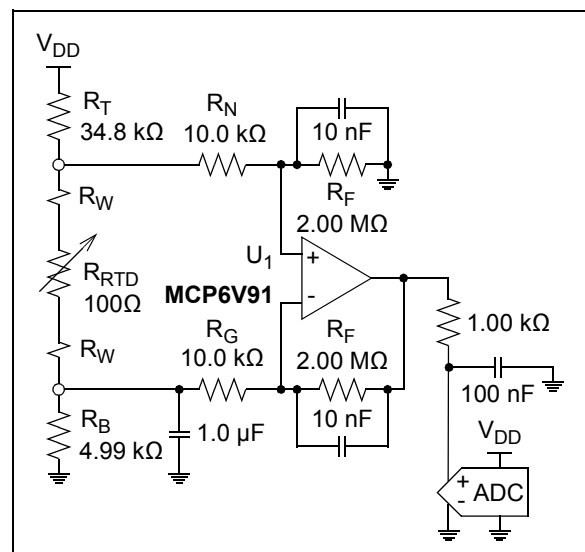 V_DD
R_T
34.8 kΩ
R_N
10.0 kΩ
10 nF
R_F
2.00 MΩ
R_W
R_RTD
100Ω
U_1
+
-
MCP6V91
R_W
R_G
10.0 kΩ
R_F
2.00 MΩ
10 nF
1.00 kΩ
100 nF
R_B
4.99 kΩ
1.0 µF
V_DD
+
-
ADC